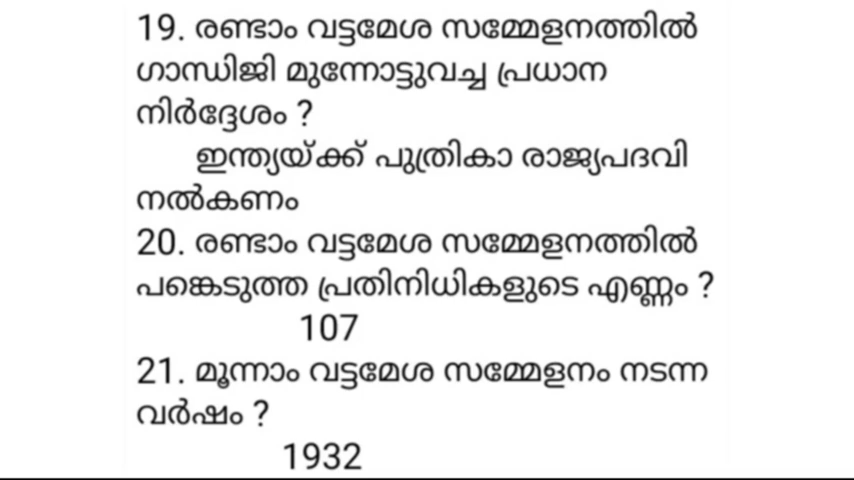 19. രണ്ടാം വട്ടമേശ സമ്മേളനത്തിൽ
ഗാന്ധിജി മുന്നോട്ടുവച്ച പ്രധാന
നിർദ്ദേശം ?
ഇന്ത്യയ്ക്ക് പുത്രികാ രാജ്യപദവി
നൽകണം
20. രണ്ടാം വട്ടമേശ സമ്മേളനത്തിൽ
പങ്കെടുത്ത പ്രതിനിധികളുടെ എണ്ണം ?
107
21. മൂന്നാം വട്ടമേശ സമ്മേളനം നടന്ന
വർഷം ?
1932